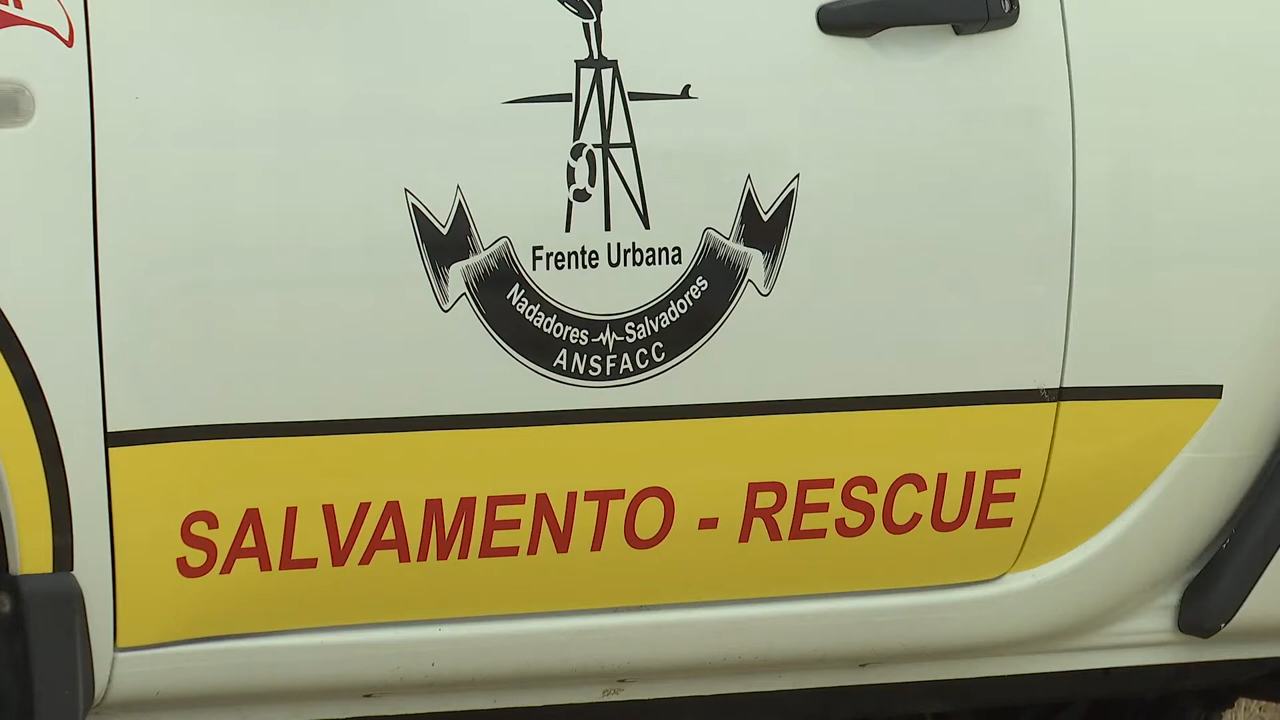 Frente Urbana
Nadadores Salvadores
ANSFACC
SALVAMENTO - RESCUE